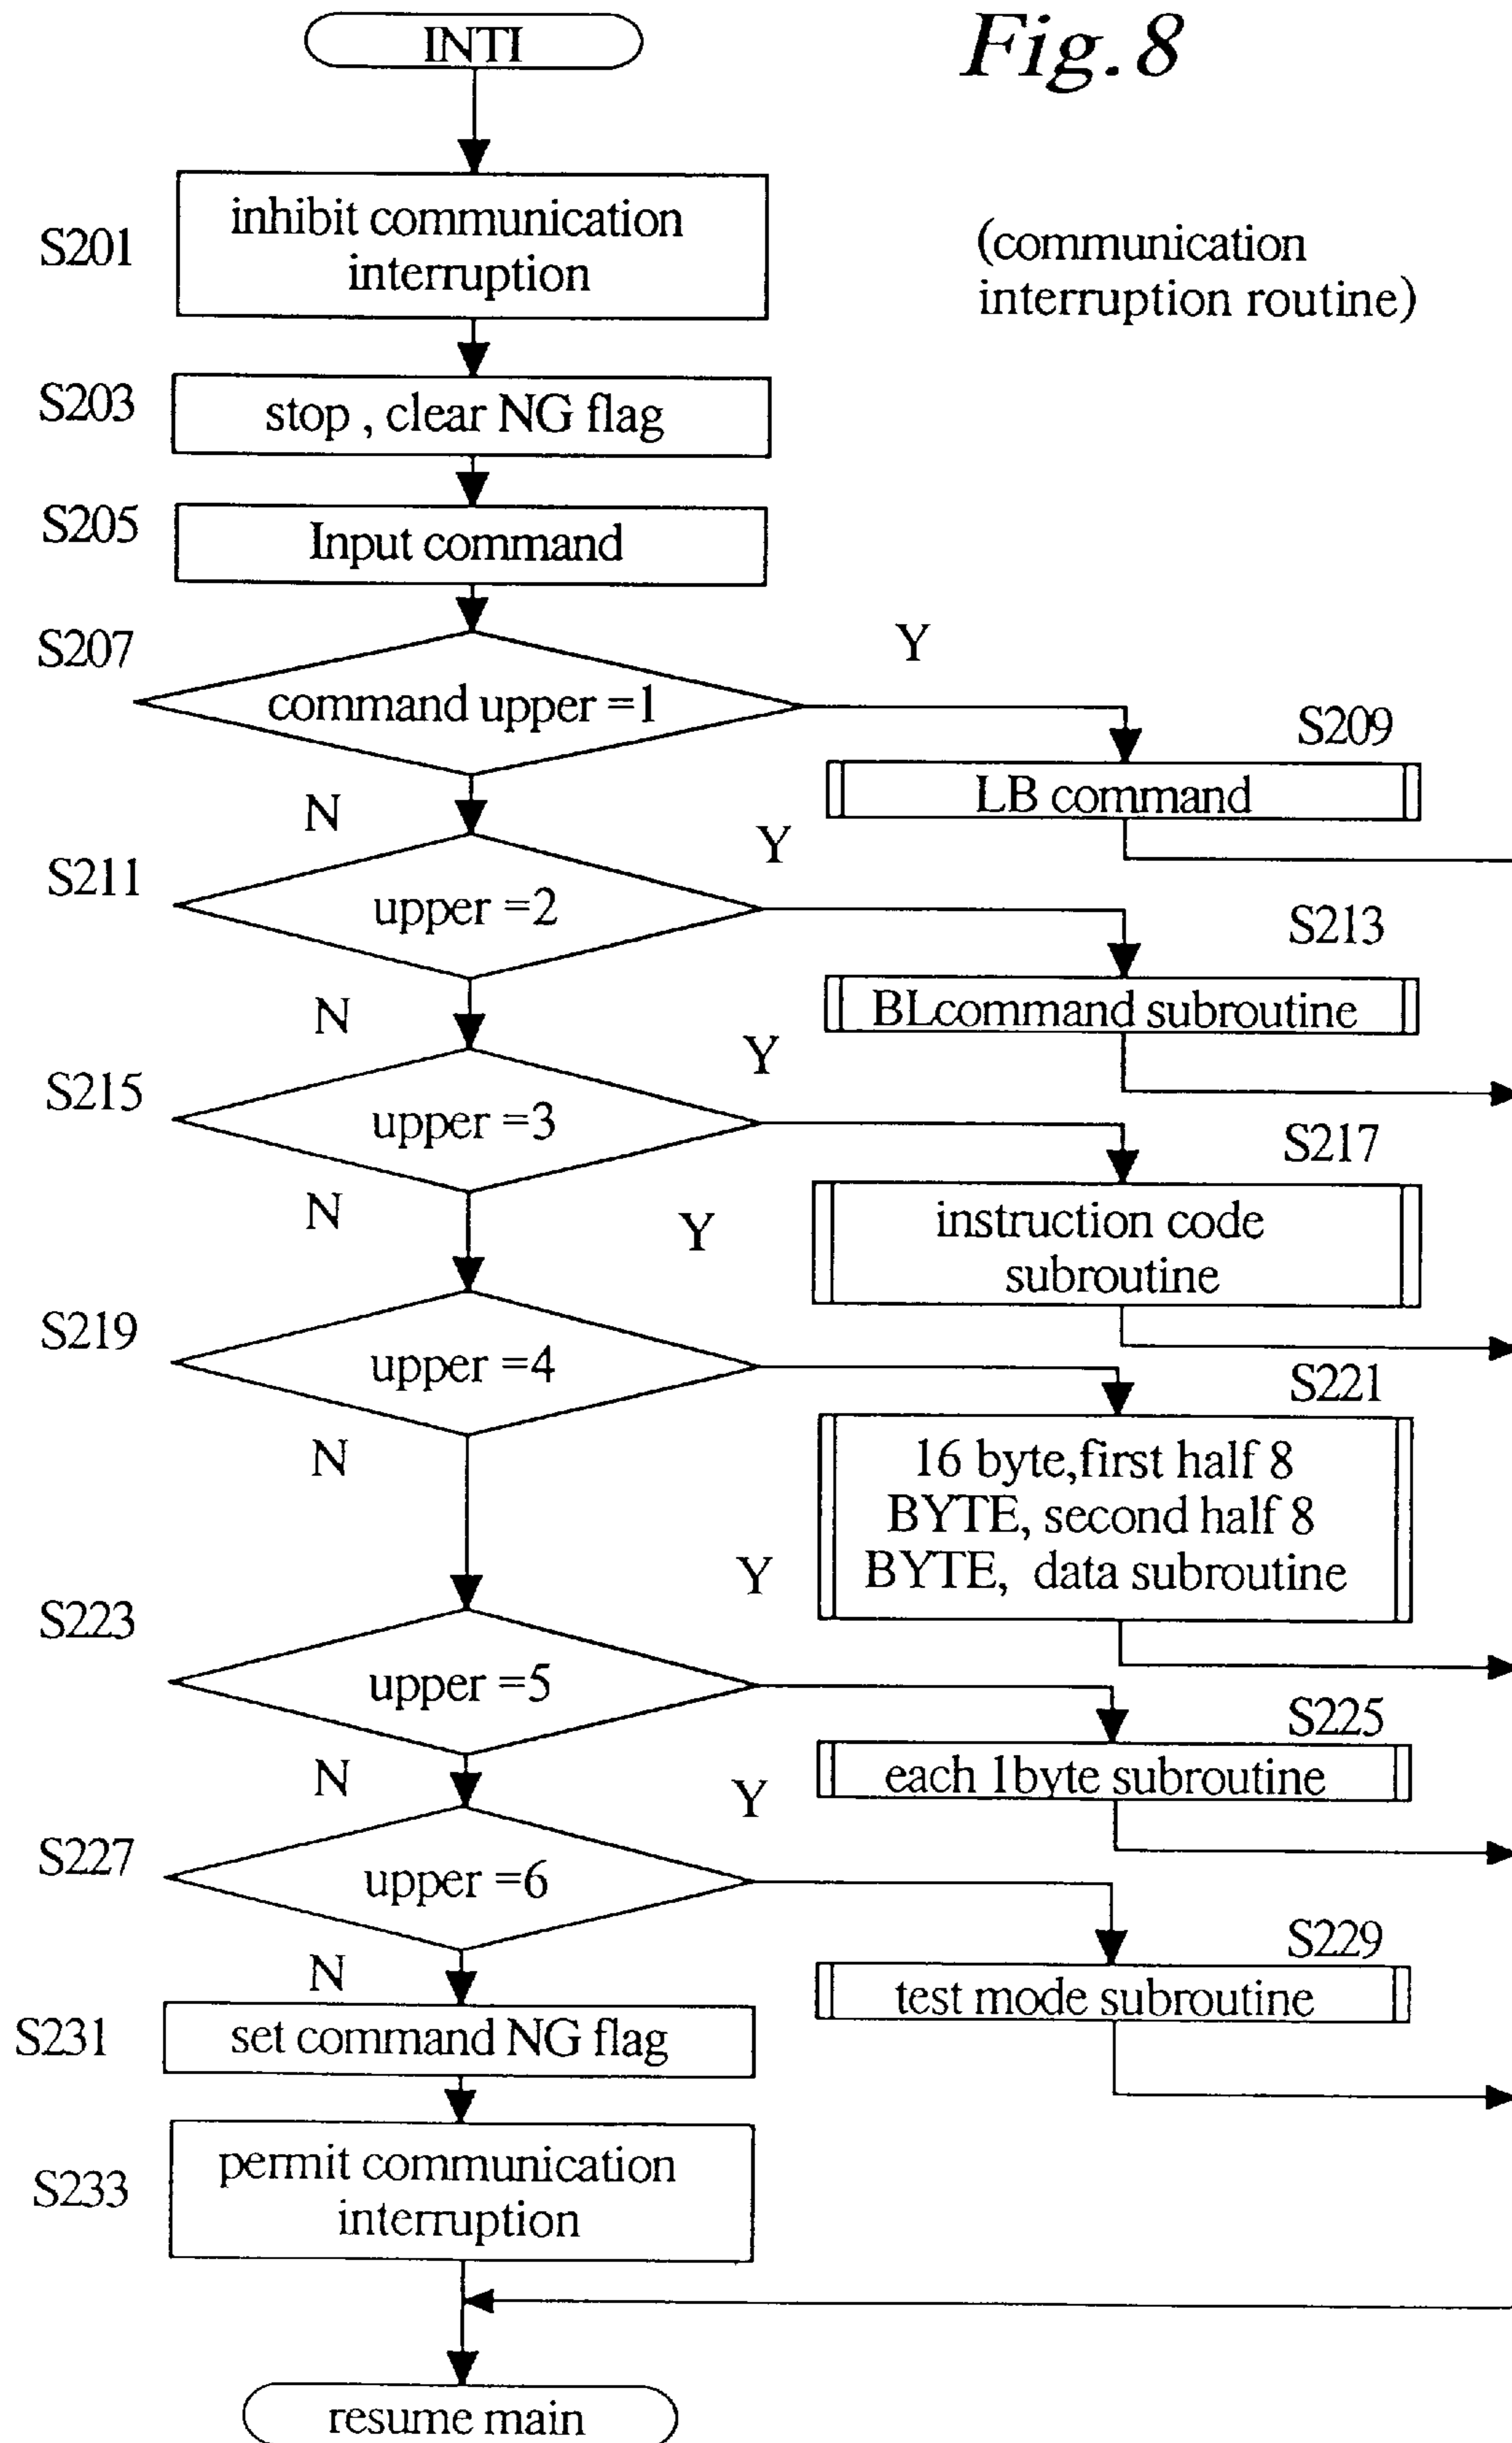 INTI
Fig. 8
S201
inhibit communication
interruption
(communication
interruption routine)
S203
stop , clear NG flag
S205
Input command
S207
command upper =1
Y
S209
LB command
N
S211
upper =2
Y
S213
BLcommand subroutine
N
S215
upper =3
Y
S217
instruction code
subroutine
N
S219
upper =4
Y
S221
16 byte,first half 8
BYTE, second half 8
BYTE, data subroutine
N
S223
upper =5
Y
S225
each 1byte subroutine
N
S227
upper =6
Y
S229
test mode subroutine
N
S231
set command NG flag
S233
permit communication
interruption
resume main